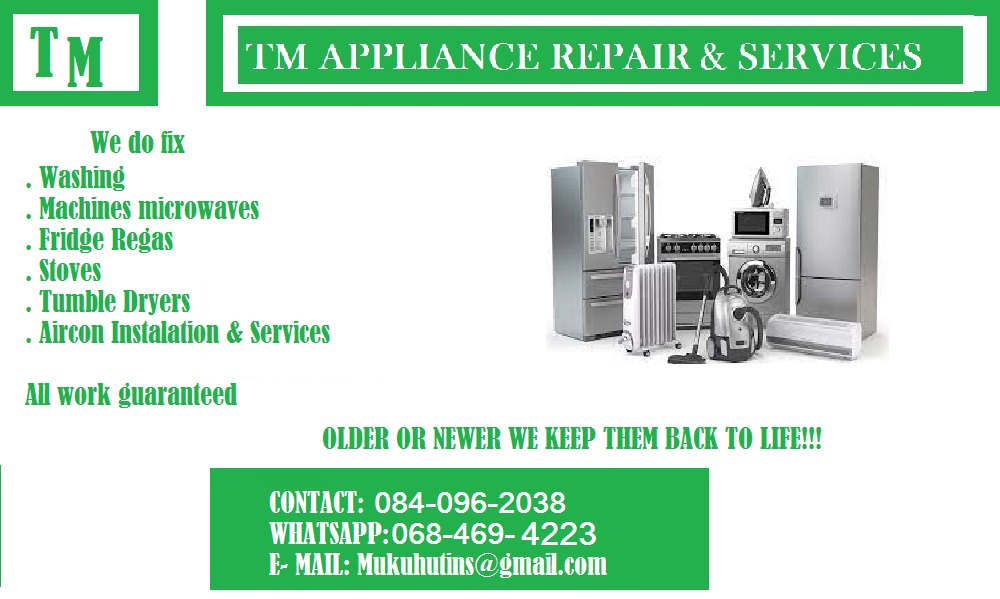 TM
TM APPLIANCE REPAIR & SERVICES
We do fix
. Washing
. Machines microwaves
. Fridge Regas
. Stoves
. Tumble Dryers
. Aircon Instalation & Services
All work guaranteed
OLDER OR NEWER WE KEEP THEM BACK TO LIFE!!!
CONTACT: 084-096-2038
WHATSAPP:068-469- 4223
E- MAIL: Mukuhutins@gmail.com